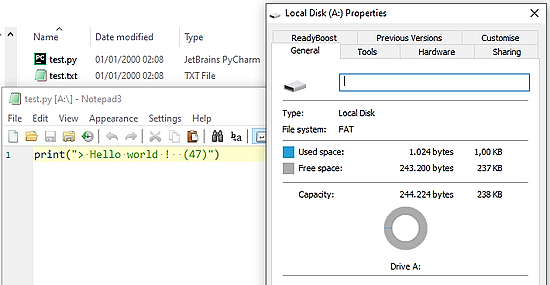 Name
Date modified
Type
test.py
01/01/2000 02:08
JetBrains PyCharm
test.txt
01/01/2000 02:08
TXT File
test.py [A:\] - Notepad3
File Edit View Appearance Settings Help
1 print(">·Hello·world·!··(47)")
Local Disk (A:) Properties
ReadyBoost Previous Versions Customise
General Tools Hardware Sharing
Type: Local Disk
File system: FAT
Used space: 1.024 bytes 1,00 KB
Free space: 243.200 bytes 237 KB
Capacity: 244.224 bytes 238 KB
Drive A: